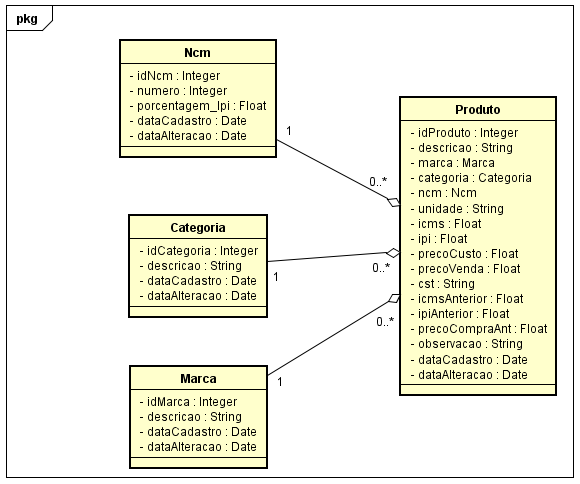 pkg
Ncm
- idNcm : Integer
- numero : Integer
- porcentagem_Ipi : Float
- dataCadastro : Date
- dataAlteracao : Date
1
0..*
Categoria
- idCategoria : Integer
- descricao : String
- dataCadastro : Date
- dataAlteracao : Date
1
0..*
Marca
- idMarca : Integer
- descricao : String
- dataCadastro : Date
- dataAlteracao : Date
1
0..*
Produto
- idProduto : Integer
- descricao : String
- marca : Marca
- categoria : Categoria
- ncm : Ncm
- unidade : String
- icms : Float
- ipi : Float
- precoCusto : Float
- precoVenda : Float
- cst : String
- icmsAnterior : Float
- ipiAnterior : Float
- precoCompraAnt : Float
- observacao : String
- dataCadastro : Date
- dataAlteracao : Date